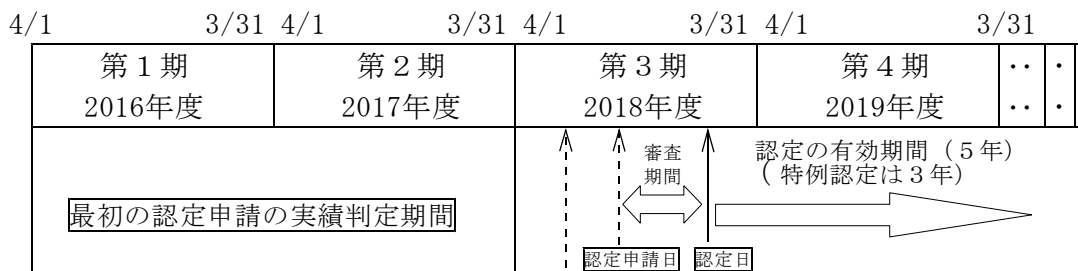 4/1 3/31 4/1 3/31 4/1 3/31 4/1 3/31
第1期 第2期 第3期 第4期 ‥ ・
2016年度 2017年度 2018年度 2019年度 ‥ ・
審査
期間
認定の有効期間（5年）
（特例認定は3年）
最初の認定申請の実績判定期間
認定申請日 認定日